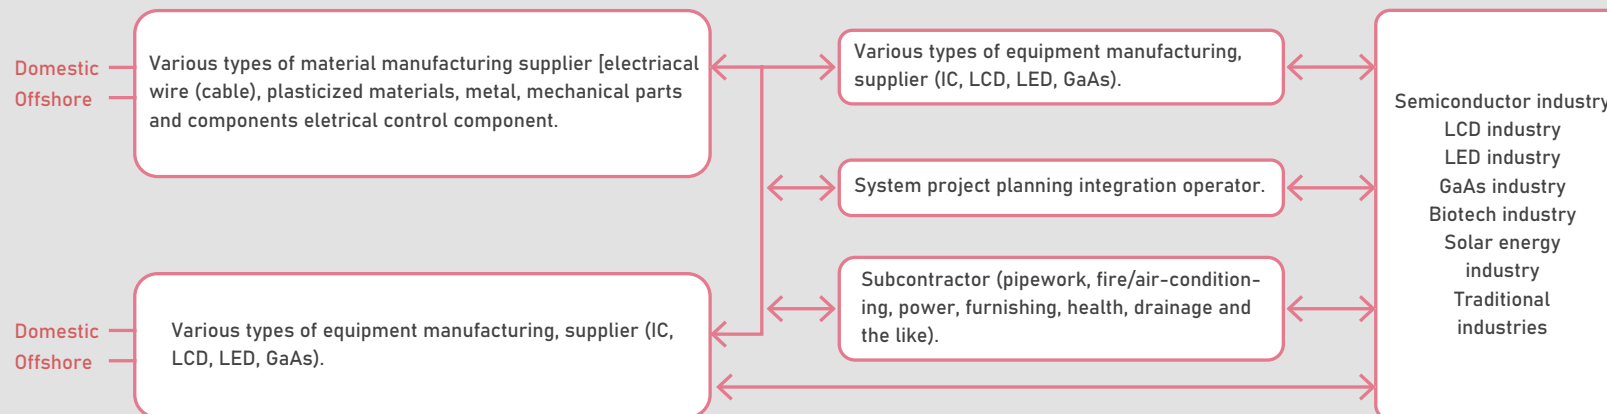 Domestic
Offshore
Various types of material manufacturing supplier [electriacal
wire (cable), plasticized materials, metal, mechanical parts
and components eletrical control component.
Domestic
Offshore
Various types of equipment manufacturing, supplier (IC,
LCD, LED, GaAs).
Various types of equipment manufacturing,
supplier (IC, LCD, LED, GaAs).
System project planning integration operator.
Subcontractor (pipework, fire/air-condition-
ing, power, furnishing, health, drainage and
the like).
Semiconductor industry
LCD industry
LED industry
GaAs industry
Biotech industry
Solar energy
industry
Traditional
industries